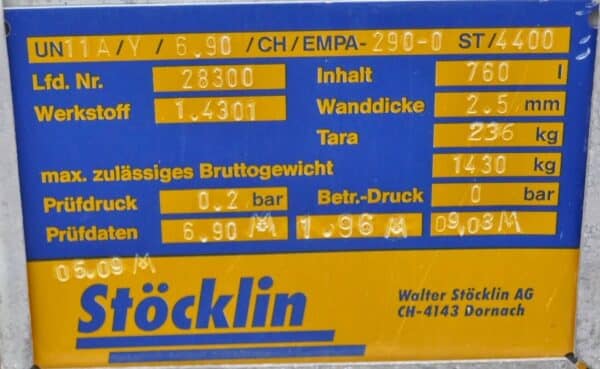 UN11A/Y/6.90/CH/EMPA-290-0 ST/4400
Lfd. Nr. 28300 Inhalt 760 l
Werkstoff 1.4301 Wanddicke 2.5 mm
Tara 236 kg
max. zulässiges Bruttogewicht 1430 kg
Prüfdruck 0.2 bar Betr.-Druck 0 bar
Prüfdaten 6.90 M 1.96 M 09.03 M
05.09 M
Stöcklin
Walter Stöcklin AG
CH-4143 Dornach